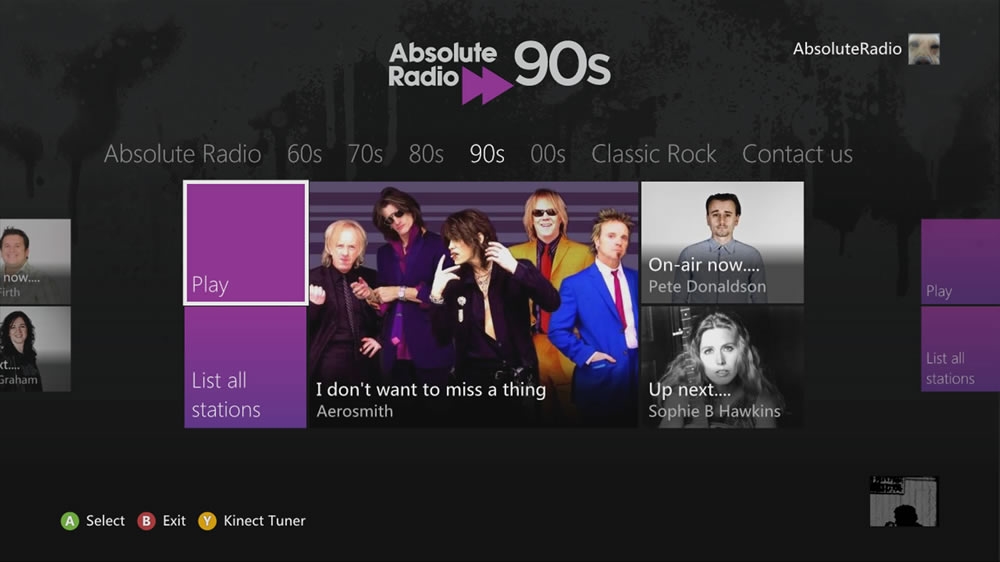 Absolute
Radio
90s
AbsoluteRadio
Absolute Radio 60s 70s 80s 90s 00s Classic Rock Contact us
now....
Firth
xt....
Graham
Play
List all
stations
I don't want to miss a thing
Aerosmith
On-air now....
Pete Donaldson
Up next....
Sophie B Hawkins
Play
List all
stations
A Select B Exit Y Kinect Tuner